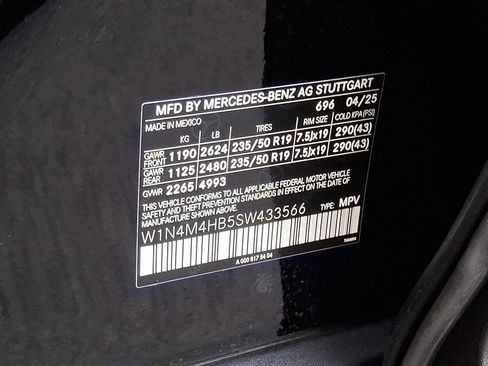 MFD BY MERCEDES-BENZ AG STUTTGART
696 04/25
MADE IN MEXICO
KG LB TIRES RIM SIZE COLD KPA(PSI)
GAWR FRONT 1190 2624 235/50 R19 7.5Jx19 290(43)
GAWR REAR 1125 2480 235/50 R19 7.5Jx19 290(43)
GVWR 2265 4993
THIS VEHICLE CONFORMS TO ALL APPLICABLE FEDERAL MOTOR VEHICLE
SAFETY AND THEFT PREVENTION STANDARDS IN EFFECT ON THE DATE OF
MANUFACTURE SHOWN ABOVE.
TYPE: MPV
W1N4M4HB5SW433566
A 000 817 54 04